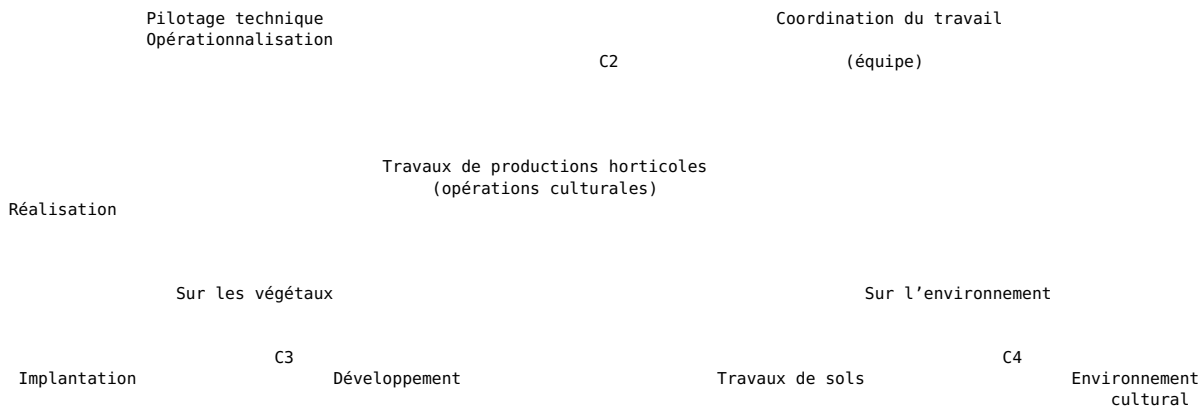 Pilotage technique Coordination du travail
Opérationnalisation
C2 (équipe)
Travaux de productions horticoles
(opérations culturales)
Réalisation
Sur les végétaux Sur l’environnement
C3 C4
Implantation Développement Travaux de sols Environnement
cultural